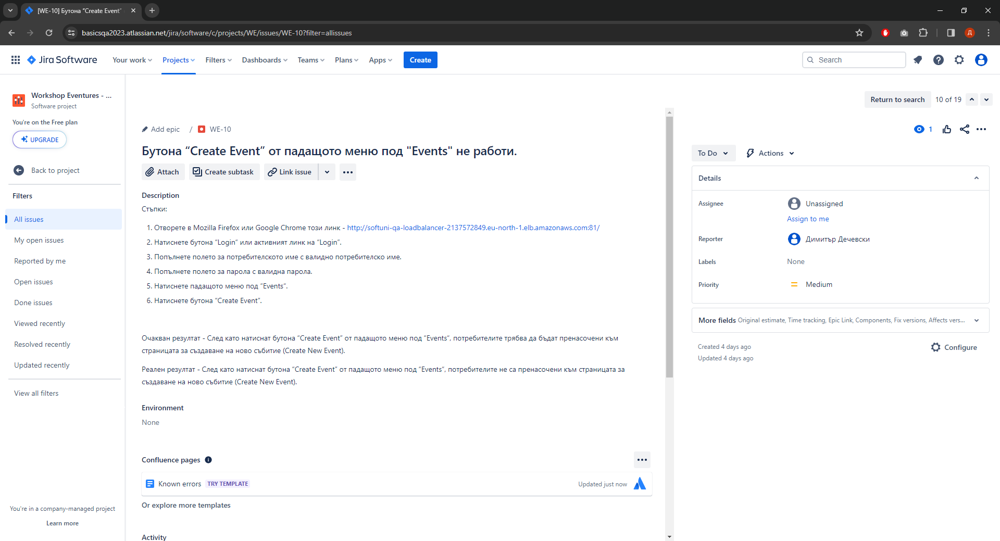 [WE-10] Бутона “Create Event”
basicsqa2023.atlassian.net/jira/software/c/projects/WE/issues/WE-10?filter=allissues
Д
Jira Software
Your work
Projects
Filters
Dashboards
Teams
Plans
Apps
Create
Search
Workshop Eventures - ...
Software project
You're on the Free plan
UPGRADE
Back to project
Filters
All issues
My open issues
Reported by me
Open issues
Done issues
Viewed recently
Resolved recently
Updated recently
View all filters
You're in a company-managed project
Learn more
Return to search
10 of 19
Add epic / WE-10
1
Бутона “Create Event” от падащото меню под "Events" не работи.
Attach
Create subtask
Link issue
Description
Стъпки:
1. Отворете в Mozilla Firefox или Google Chrome този линк - http://softuni-qa-loadbalancer-2137572849.eu-north-1.elb.amazonaws.com:81/
2. Натиснете бутона “Login” или активният линк на “Login”.
3. Попълнете полето за потребителското име с валидно потребителско име.
4. Попълнете полето за парола с валидна парола.
5. Натиснете падащото меню под “Events“.
6. Натиснете бутона “Create Event”.
Очакван резултат - След като натиснат бутона “Create Event” от падащото меню под “Events“, потребителите трябва да бъдат пренасочени към
страницата за създаване на ново събитие (Create New Event).
Реален резултат - След като натиснат бутона “Create Event” от падащото меню под “Events“, потребителите не са пренасочени към страницата за
създаване на ново събитие (Create New Event).
Environment
None
Confluence pages
Known errors TRY TEMPLATE
Updated just now
Or explore more templates
Activity
To Do
Actions
Details
Assignee
Unassigned
Assign to me
Reporter
Димитър Дечевски
Labels
None
Priority
Medium
More fields Original estimate, Time tracking, Epic Link, Components, Fix versions, Affects vers...
Created 4 days ago
Updated 4 days ago
Configure